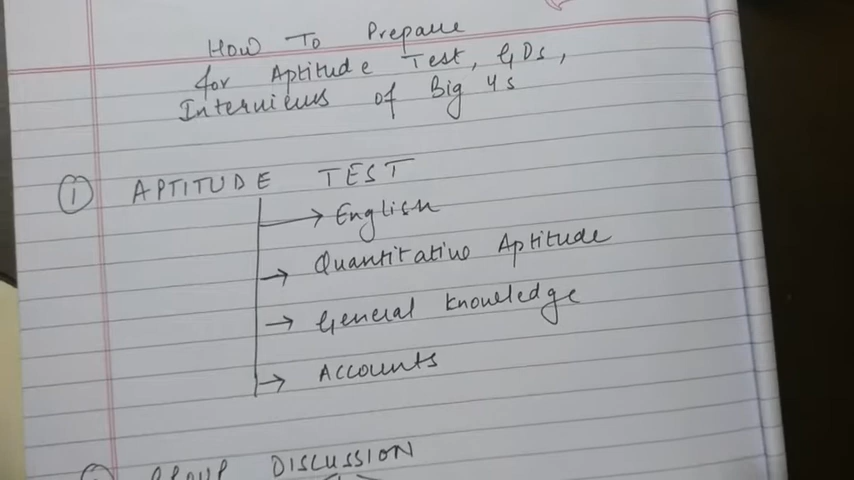 How To Prepare
for Aptitude Test, GDs,
Interviews of Big 4s
① APTITUDE TEST
→ English
→ Quantitative Aptitude
→ General Knowledge
→ Accounts
GROUP DISCUSSION